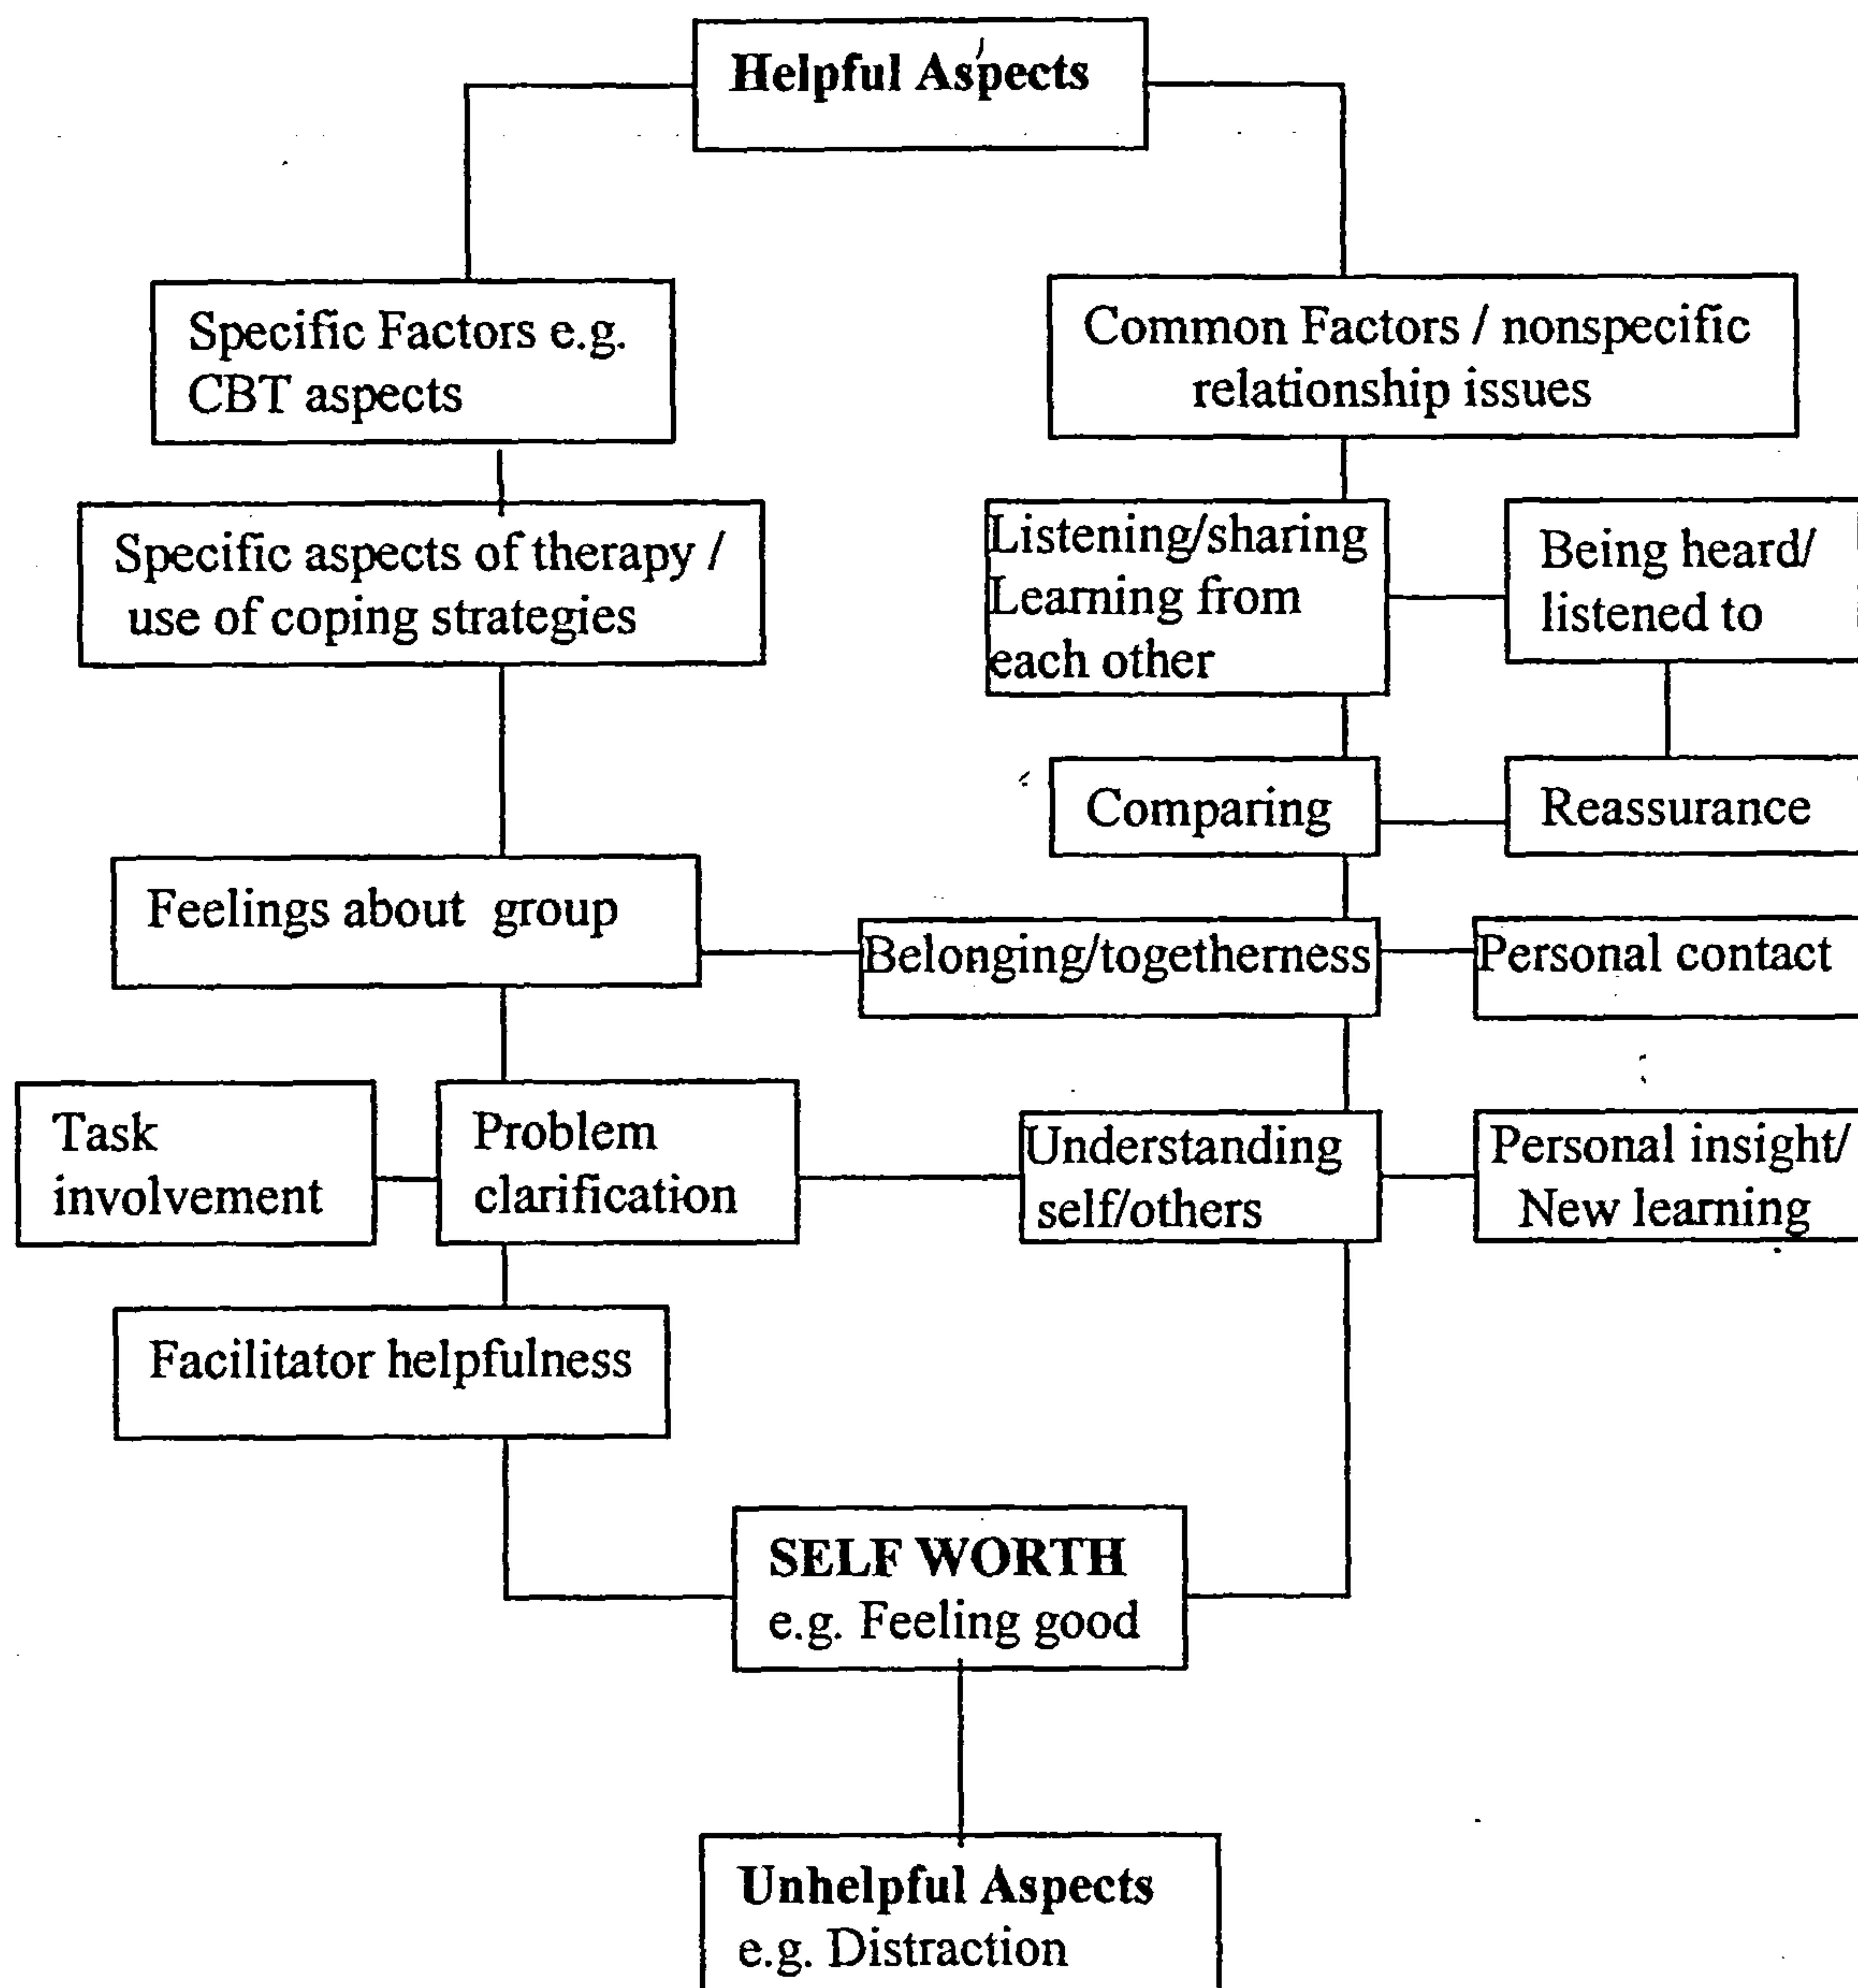 Helpful Aspects
Specific Factors e.g.
CBT aspects
Common Factors / nonspecific
relationship issues
Specific aspects of therapy /
use of coping strategies
Listening/sharing
Learning from
each other
Being heard/
listened to
Comparing
Reassurance
Feelings about group
Belonging/togetherness
Personal contact
Task
involvement
Problem
clarification
Understanding
self/others
Personal insight/
New learning
Facilitator helpfulness
SELF WORTH
e.g. Feeling good
Unhelpful Aspects
e.g. Distraction